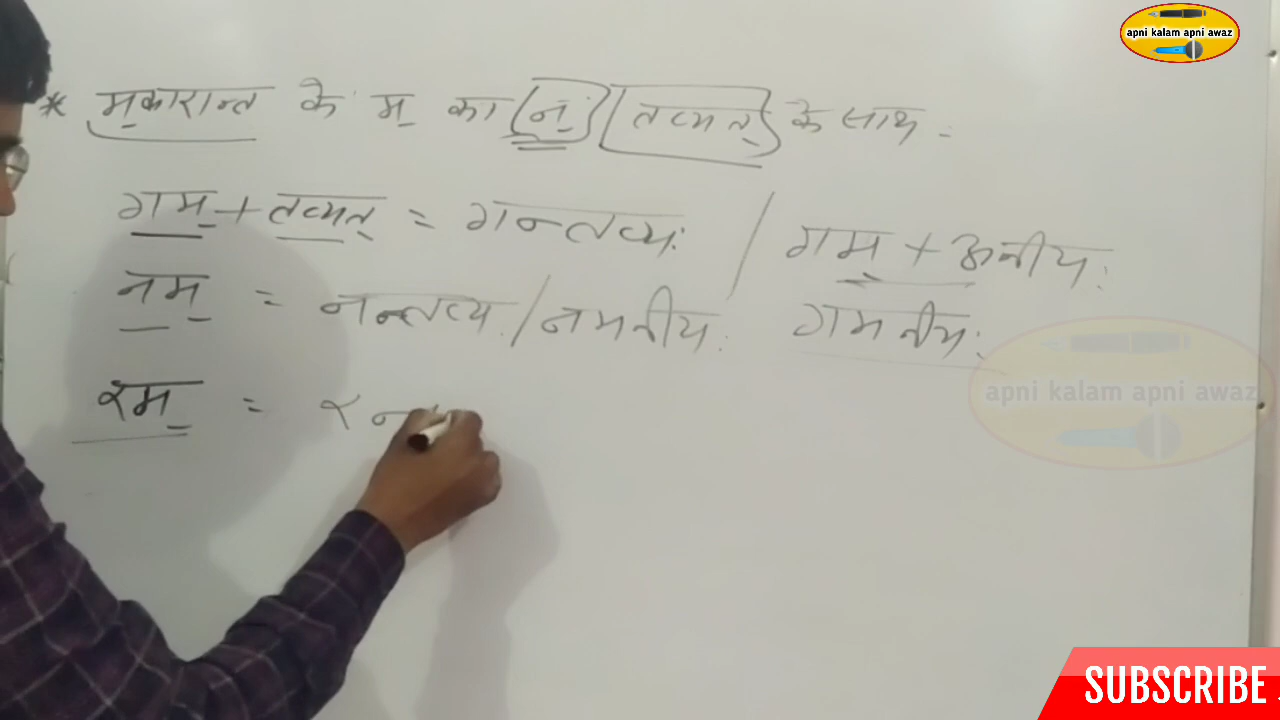 apni kalam apni awaz
* म्कारान्त के म् का न् तव्यत् के साथ -
गम् + तव्यत् = गन्तव्यः / गम् + अनीयः
नम् = नन्तव्यः / नमनीयः गमनीयः
apni kalam apni awaz
रम् = रन
SUBSCRIBE